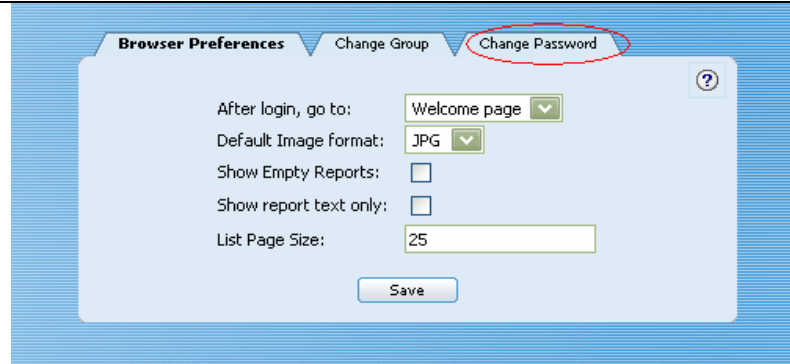 Browser Preferences Change Group Change Password
?
After login, go to: Welcome page
Default Image format: JPG
Show Empty Reports:
Show report text only:
List Page Size: 25
Save